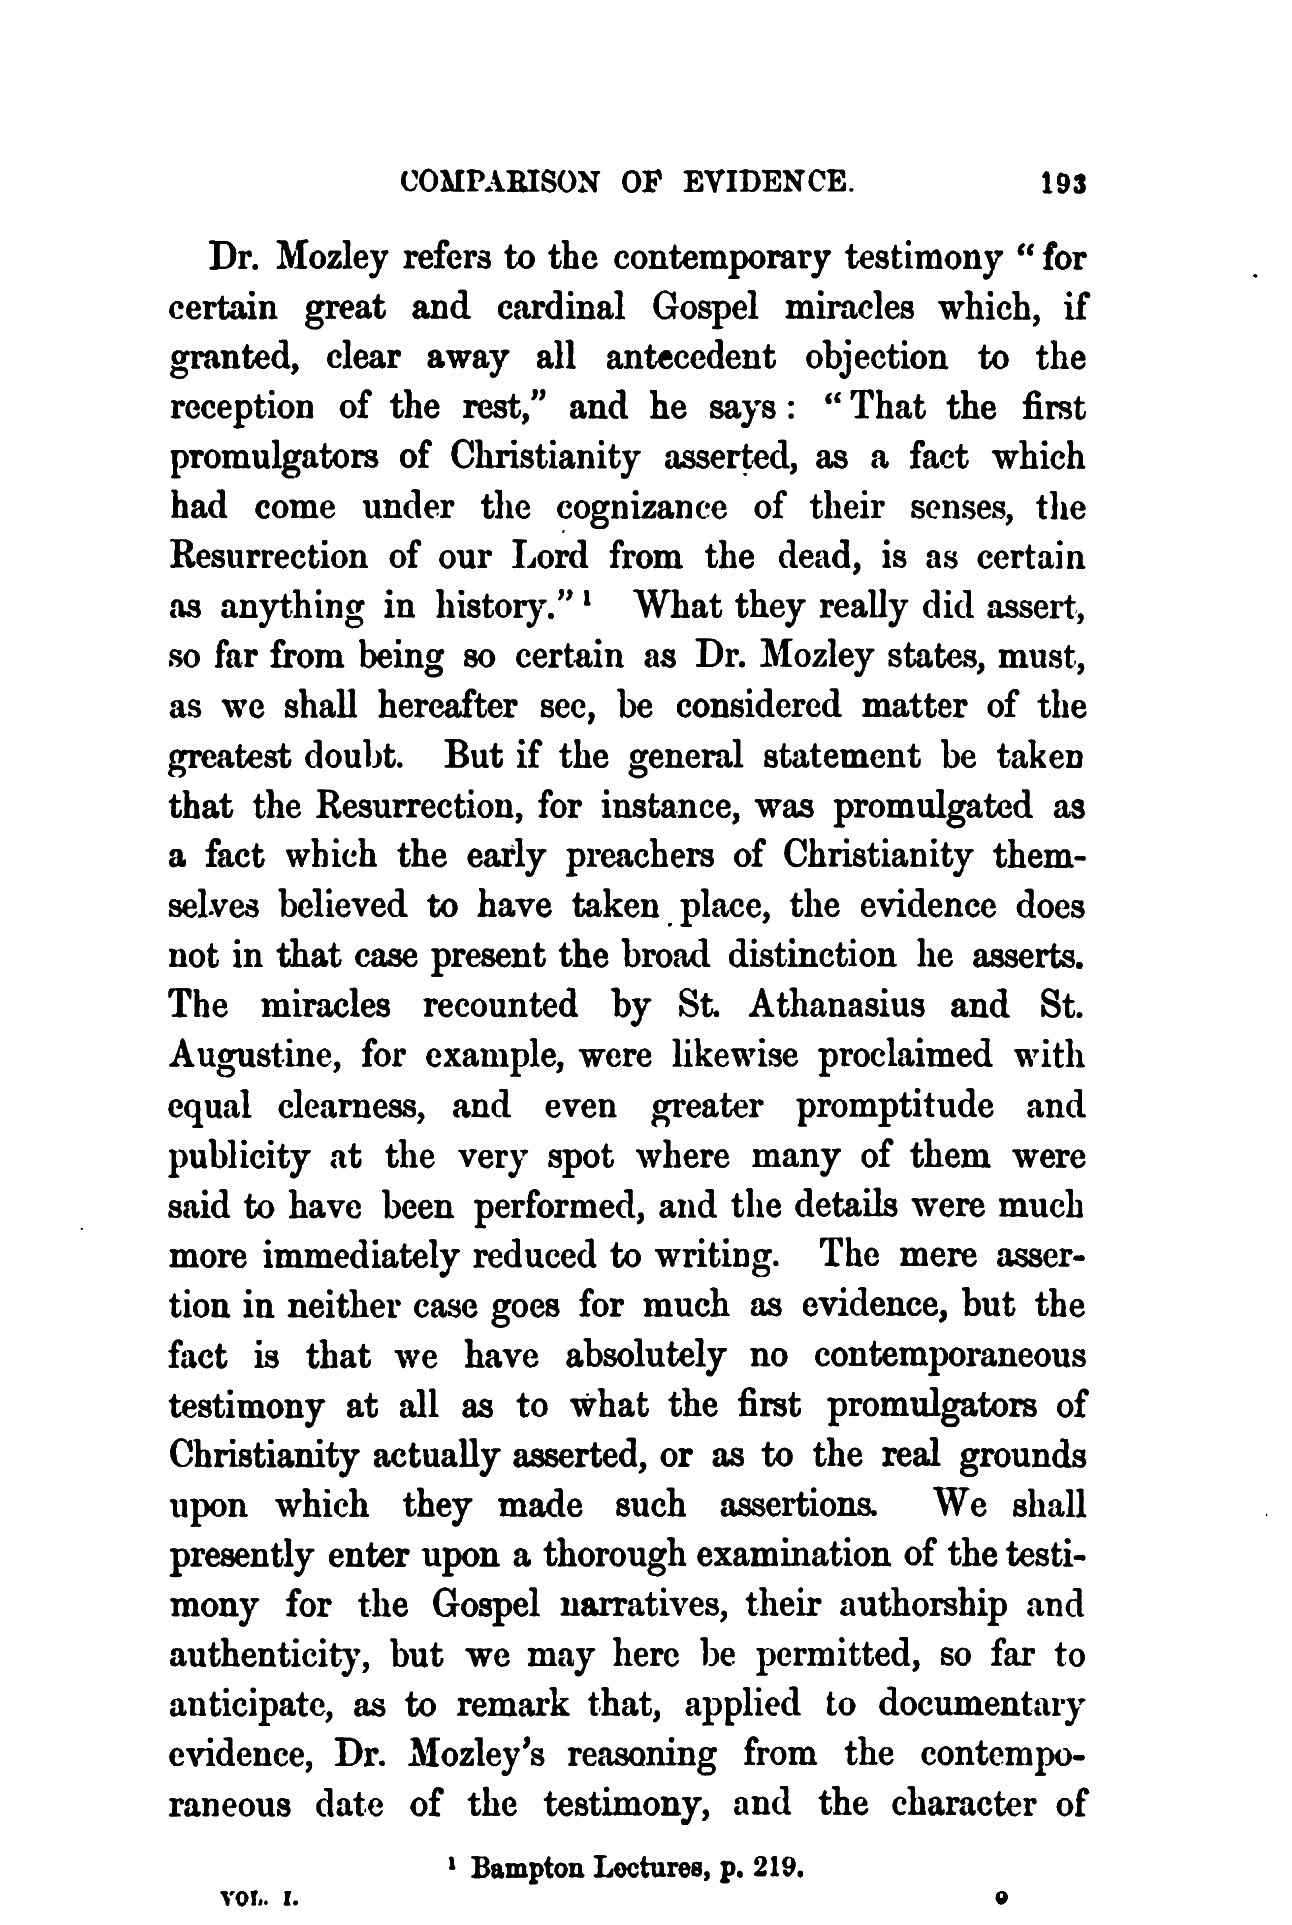 COMPARISON OF EVIDENCE. 193
Dr. Mozley refers to the contemporary testimony “for
certain great and cardinal Gospel miracles which, if
granted, clear away all antecedent objection to the
reception of the rest,” and he says: “That the first
promulgators of Christianity asserted, as a fact which
had come under the cognizance of their senses, the
Resurrection of our Lord from the dead, is as certain
as anything in history.”¹ What they really did assert,
so far from being so certain as Dr. Mozley states, must,
as we shall hereafter see, be considered matter of the
greatest doubt. But if the general statement be taken
that the Resurrection, for instance, was promulgated as
a fact which the early preachers of Christianity them-
selves believed to have taken place, the evidence does
not in that case present the broad distinction he asserts.
The miracles recounted by St. Athanasius and St.
Augustine, for example, were likewise proclaimed with
equal clearness, and even greater promptitude and
publicity at the very spot where many of them were
said to have been performed, and the details were much
more immediately reduced to writing. The mere asser-
tion in neither case goes for much as evidence, but the
fact is that we have absolutely no contemporaneous
testimony at all as to what the first promulgators of
Christianity actually asserted, or as to the real grounds
upon which they made such assertions. We shall
presently enter upon a thorough examination of the testi-
mony for the Gospel narratives, their authorship and
authenticity, but we may here be permitted, so far to
anticipate, as to remark that, applied to documentary
evidence, Dr. Mozley’s reasoning from the contempo-
raneous date of the testimony, and the character of
¹ Bampton Lectures, p. 219.
VOL. I. O